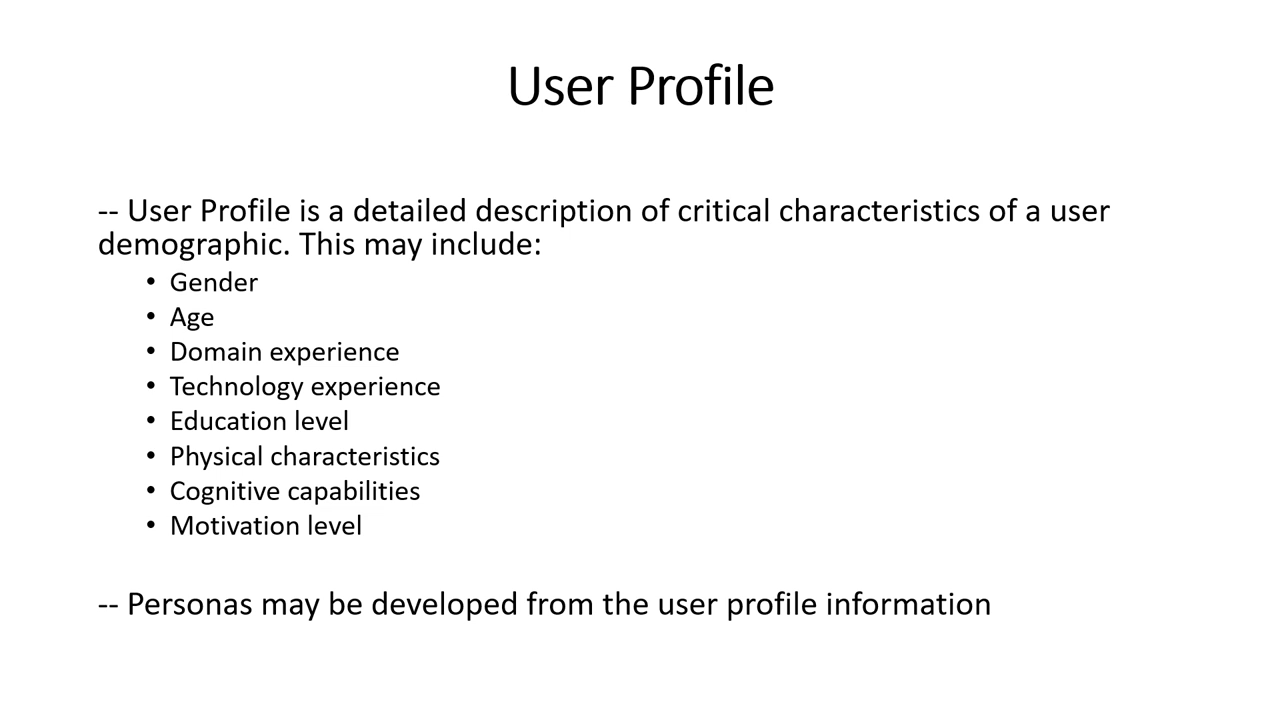 User Profile
-- User Profile is a detailed description of critical characteristics of a user
demographic. This may include:
• Gender
• Age
• Domain experience
• Technology experience
• Education level
• Physical characteristics
• Cognitive capabilities
• Motivation level
-- Personas may be developed from the user profile information